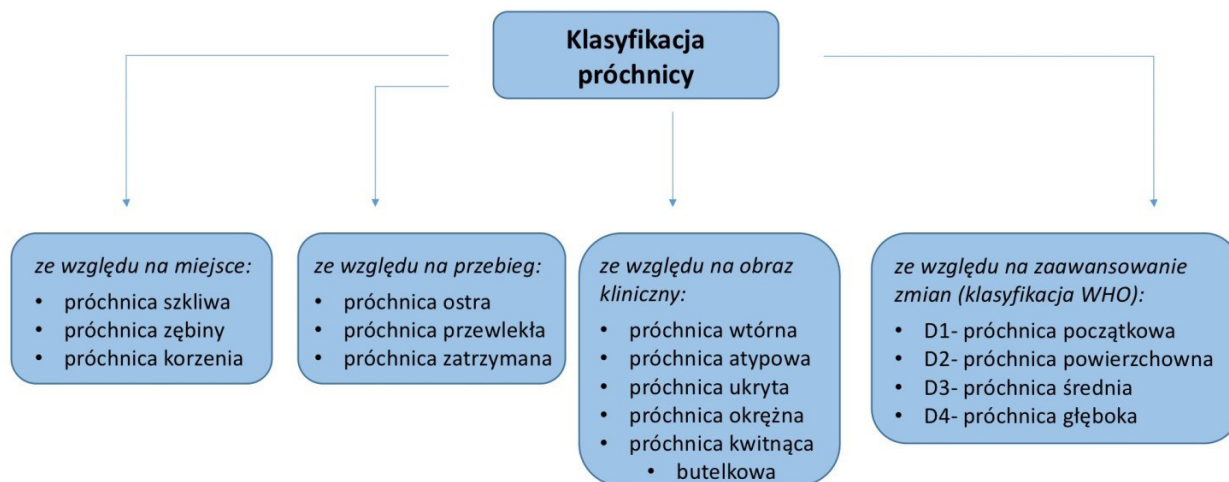 Klasyfikacja
próchnicy
ze względu na miejsce:
• próchnica szkliwa
• próchnica zębiny
• próchnica korzenia
ze względu na przebieg:
• próchnica ostra
• próchnica przewlekła
• próchnica zatrzymana
ze względu na obraz
kliniczny:
• próchnica wtórna
• próchnica atypowa
• próchnica ukryta
• próchnica okrężna
• próchnica kwitnąca
• butelkowa
ze względu na zaawansowanie
zmian (klasyfikacja WHO):
• D1- próchnica początkowa
• D2- próchnica powierzchowna
• D3- próchnica średnia
• D4- próchnica głęboka